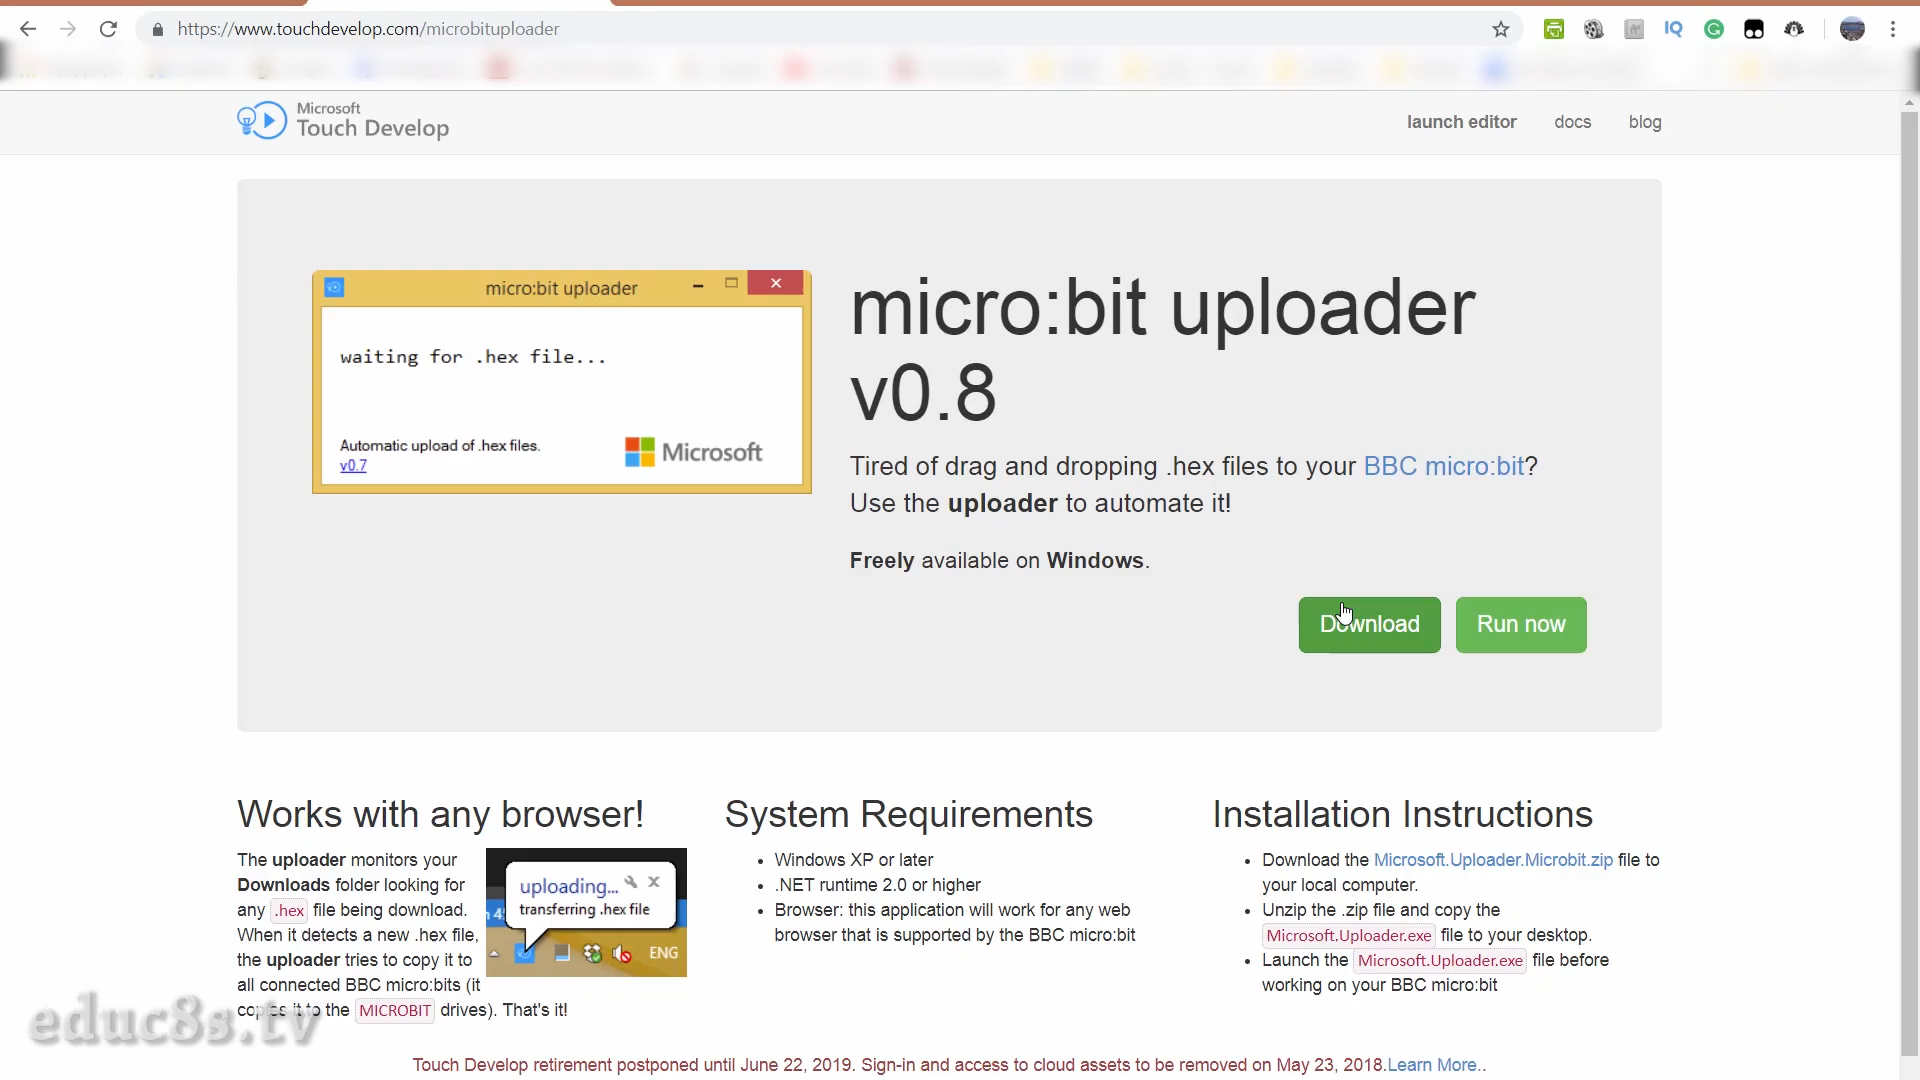 https://www.touchdevelop.com/microbituploader
Microsoft
Touch Develop
launch editor
docs
blog
micro:bit uploader
waiting for .hex file...
Automatic upload of .hex files.
v0.7
Microsoft
micro:bit uploader
v0.8
Tired of drag and dropping .hex files to your BBC micro:bit?
Use the uploader to automate it!
Freely available on Windows.
Download
Run now
Works with any browser!
The uploader monitors your
Downloads folder looking for
any .hex file being download.
When it detects a new .hex file,
the uploader tries to copy it to
all connected BBC micro:bits (it
copies it to the MICROBIT drives). That's it!
uploading...
transferring .hex file
ENG
System Requirements
• Windows XP or later
• .NET runtime 2.0 or higher
• Browser: this application will work for any web
browser that is supported by the BBC micro:bit
Installation Instructions
• Download the Microsoft.Uploader.Microbit.zip file to
your local computer.
• Unzip the .zip file and copy the
Microsoft.Uploader.exe file to your desktop.
• Launch the Microsoft.Uploader.exe file before
working on your BBC micro:bit
educ8s.tv
Touch Develop retirement postponed until June 22, 2019. Sign-in and access to cloud assets to be removed on May 23, 2018.Learn More..